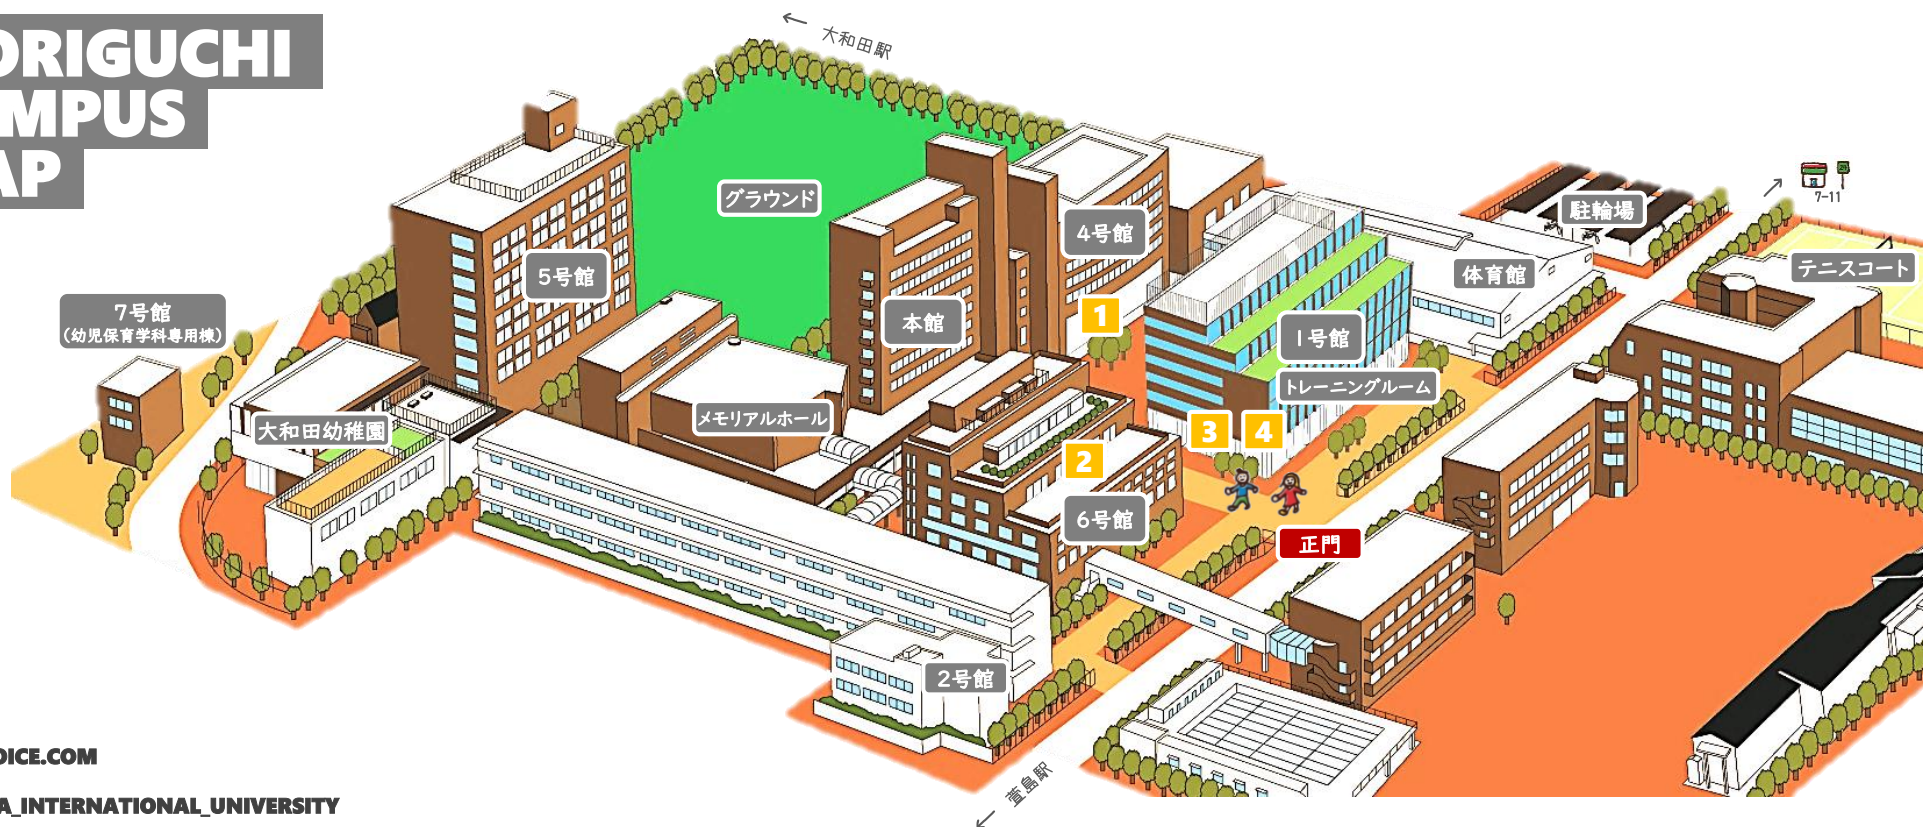 ORIGUCHI
MPUS
AP
← 大和田駅
グラウンド
4号館
駐輪場
7-11
5号館
体育館
テニスコート
7号館
(幼児保育学科専用棟)
本館
1
1号館
トレーニングルーム
メモリアルホール
大和田幼稚園
3
4
2
6号館
正門
2号館
← 萱島駅
OICE.COM
A_INTERNATIONAL_UNIVERSITY